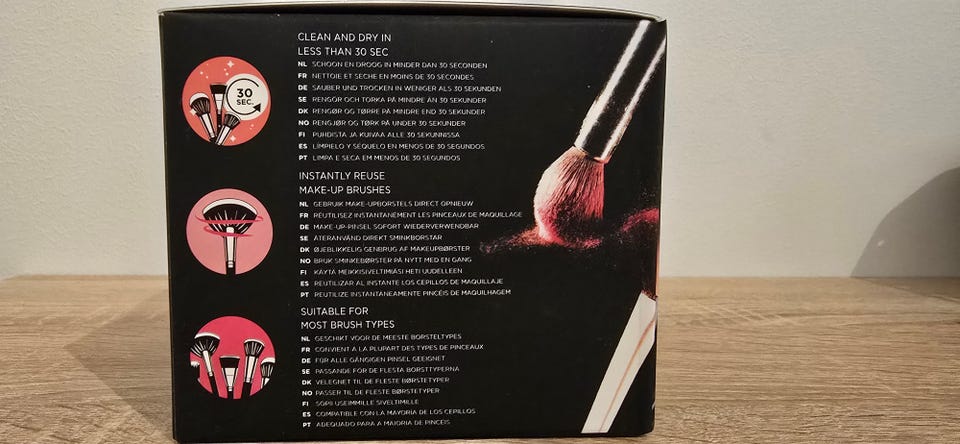 CLEAN AND DRY IN
LESS THAN 30 SEC
NL SCHOON EN DROOG IN MINDER DAN 30 SECONDEN
FR NETTOIE ET SECHE EN MOINS DE 30 SECONDES
DE SAUBER UND TROCKEN IN WENIGER ALS 30 SEKUNDEN
SE RENGÖR OCH TORKA PÅ MINDRE ÄN 30 SEKUNDER
DK RENGØR OG TØRRE PÅ MINDRE END 30 SEKUNDER
NO RENGJØR OG TØRK PÅ UNDER 30 SEKUNDER
FI PUHDISTA JA KUIVAA ALLE 30 SEKUNNISSA
ES LÍMPIELO Y SÉQUELO EN MENOS DE 30 SEGUNDOS
PT LIMPA E SECA EM MENOS DE 30 SEGUNDOS
30
SEC.
INSTANTLY REUSE
MAKE-UP BRUSHES
NL GEBRUIK MAKE-UPBORSTELS DIRECT OPNIEUW
FR RÉUTILISEZ INSTANTANÉMENT LES PINCEAUX DE MAQUILLAGE
DE MAKE-UP-PINSEL SOFORT WIEDERVERWENDBAR
SE ÅTERANVÄND DIREKT SMINKBORSTAR
DK ØJEBLIKKELIG GENBRUG AF MAKEUPBØRSTER
NO BRUK SMINKEBØRSTER PÅ NYTT MED EN GANG
FI KÄYTÄ MEIKKISIVELTIMIÄSI HETI UUDELLEEN
ES REUTILIZAR AL INSTANTE LOS CEPILLOS DE MAQUILLAJE
PT REUTILIZE INSTANTANEAMENTE PINCÉIS DE MAQUILHAGEM
SUITABLE FOR
MOST BRUSH TYPES
NL GESCHIKT VOOR DE MEESTE BORSTELTYPES
FR CONVIENT À LA PLUPART DES TYPES DE PINCEAUX
DE FÜR ALLE GÄNGIGEN PINSEL GEEIGNET
SE PASSANDE FÖR DE FLESTA BORSTTYPERNA
DK VELEGNET TIL DE FLESTE BØRSTETYPER
NO PASSER TIL DE FLESTE BØRSTETYPER
FI SOPII USEIMMILLE SIVELTIMILLE
ES COMPATIBLE CON LA MAYORÍA DE LOS CEPILLOS
PT ADEQUADO PARA A MAIORIA DE PINCÉIS